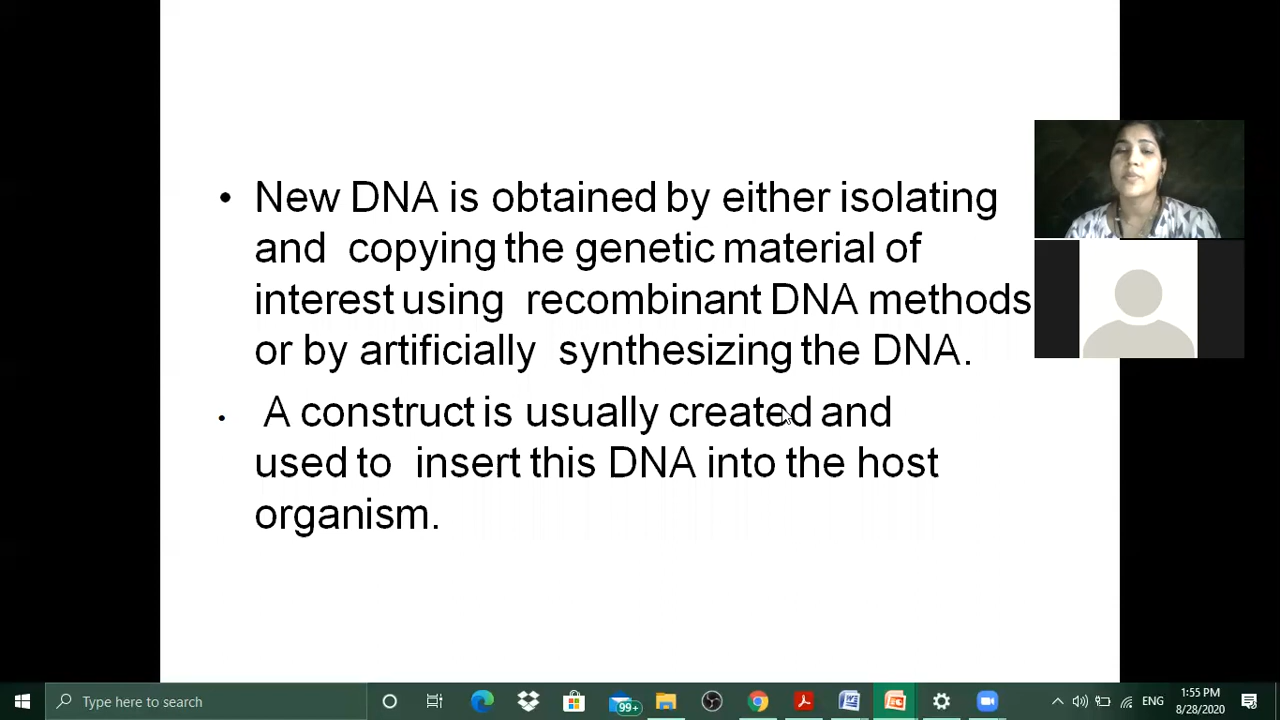 • New DNA is obtained by either isolating
and copying the genetic material of
interest using recombinant DNA methods
or by artificially synthesizing the DNA.
• A construct is usually created and
used to insert this DNA into the host
organism.
Type here to search
99+
ENG
1:55 PM
8/28/2020